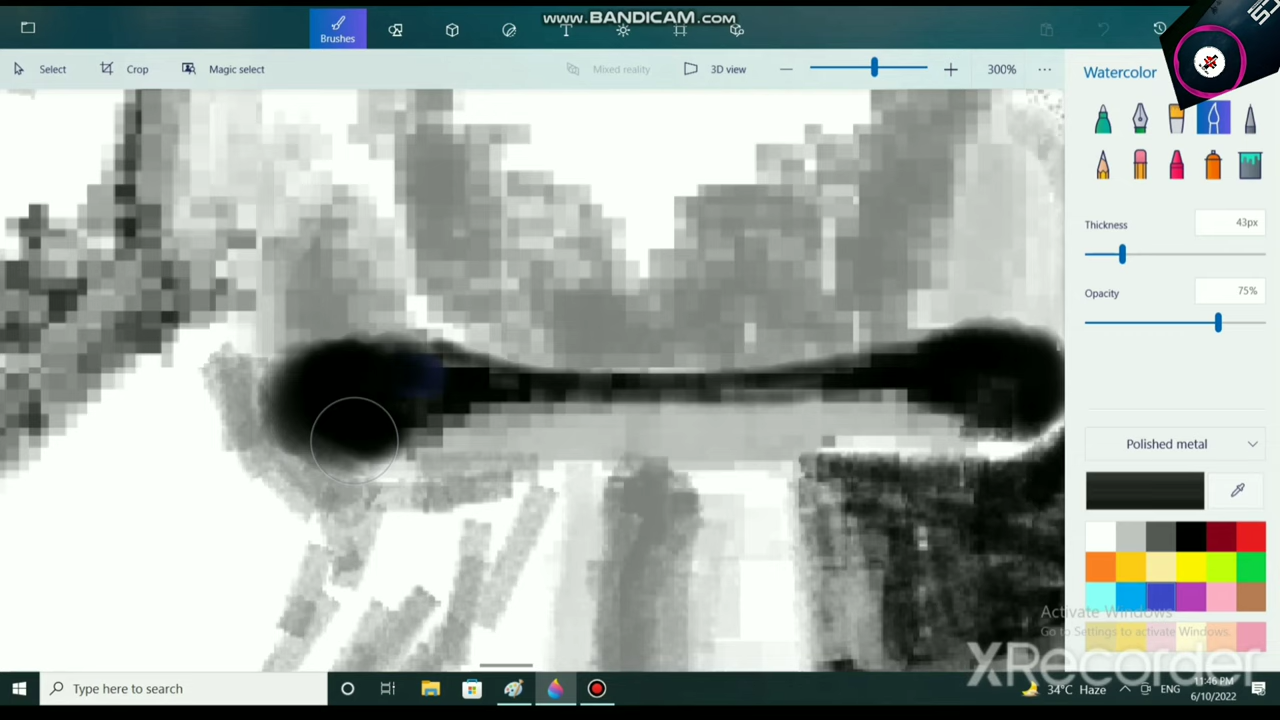 www.BANDICAM.com
Brushes
Select
Crop
Magic select
Mixed reality
3D view
300%
Watercolor
Thickness
43px
Opacity
75%
Polished metal
Activate Windows
Go to Settings to activate Windows.
XRecorder
Type here to search
34°C Haze
ENG
11:46 PM
6/10/2022